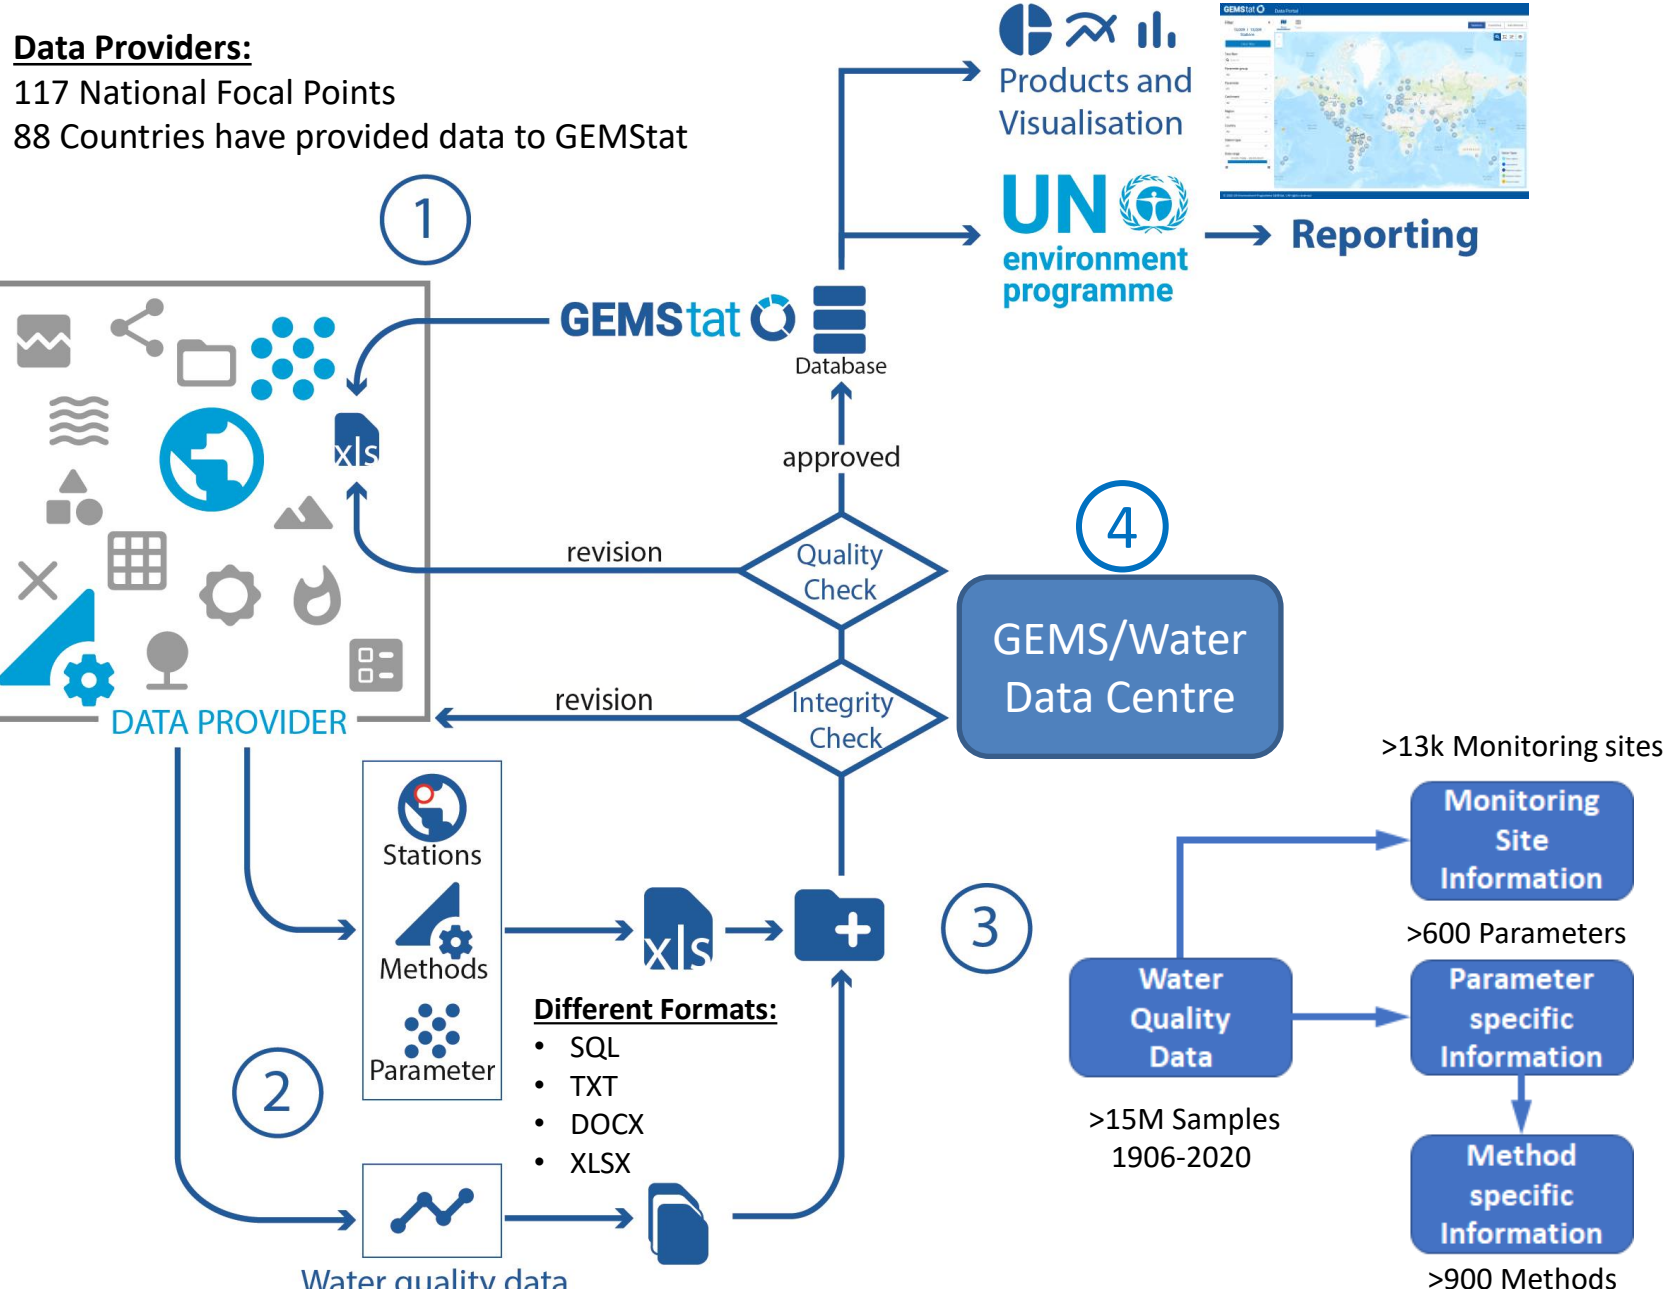 Data Providers:
117 National Focal Points
88 Countries have provided data to GEMStat
1
Products and
Visualisation
GEMStat
UN
environment
programme
Reporting
GEMStat
Database
xls
approved
revision
Quality
Check
4
GEMS/Water
Data Centre
revision
Integrity
Check
DATA PROVIDER
Stations
Methods
Parameter
xls
3
2
Different Formats:
• SQL
• TXT
• DOCX
• XLSX
Water quality data
>13k Monitoring sites
Monitoring
Site
Information
>600 Parameters
Water
Quality
Data
Parameter
specific
Information
>15M Samples
1906-2020
Method
specific
Information
>900 Methods